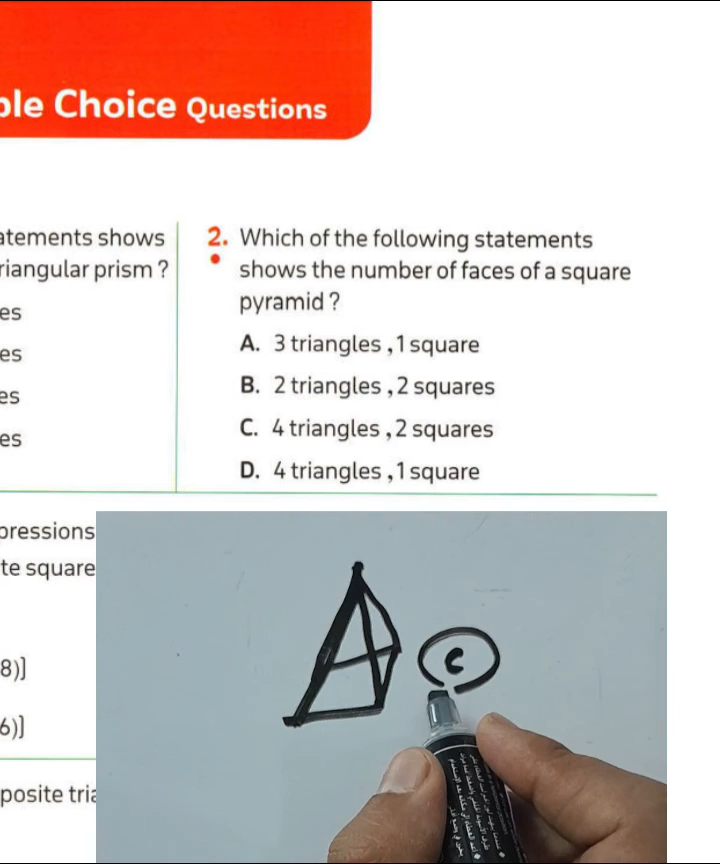 ble Choice Questions
atements shows
riangular prism ?
es
es
es
es
2. Which of the following statements
shows the number of faces of a square
pyramid ?
A. 3 triangles , 1 square
B. 2 triangles , 2 squares
C. 4 triangles , 2 squares
D. 4 triangles , 1 square
pressions
te square
8)]
6)]
posite tria
C